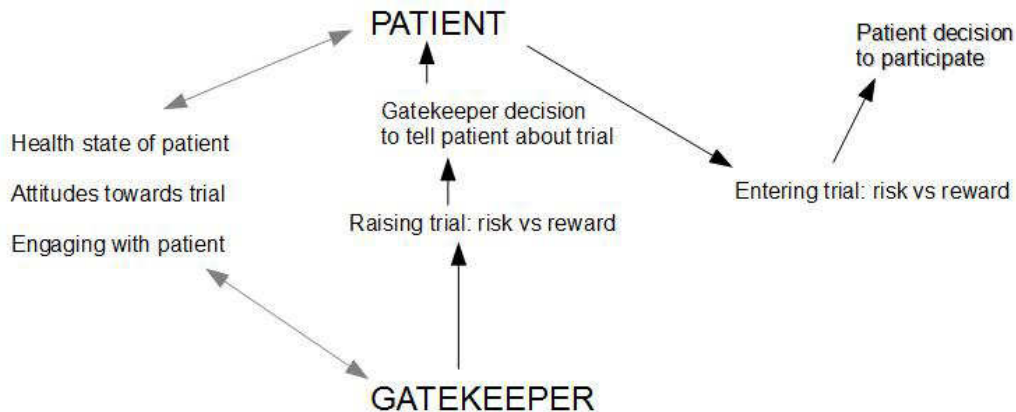 PATIENT
Patient decision
to participate
Gatekeeper decision
to tell patient about trial
Health state of patient
Attitudes towards trial
Entering trial: risk vs reward
Raising trial: risk vs reward
Engaging with patient
GATEKEEPER